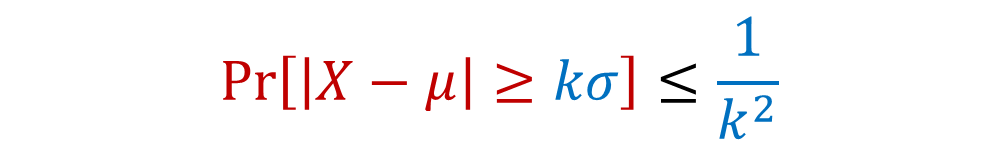 Pr[|X − μ| ≥ kσ] ≤ 1/k²